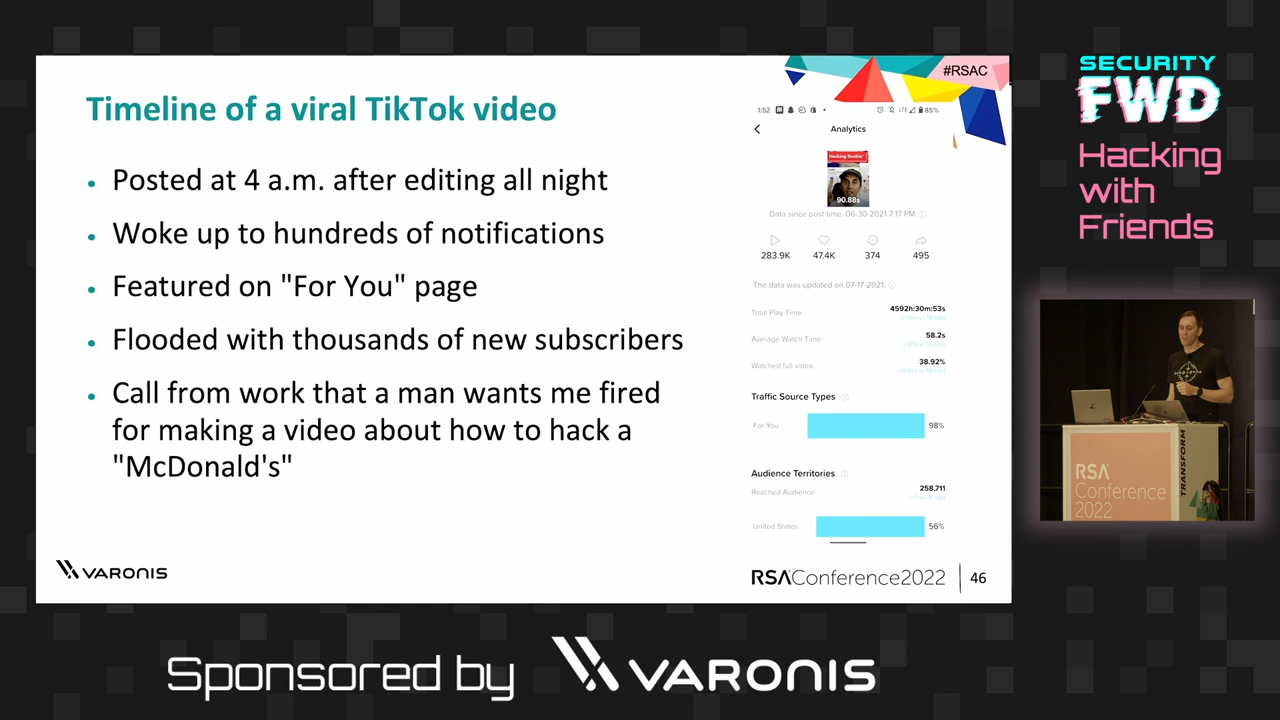 #RSAC
Timeline of a viral TikTok video
• Posted at 4 a.m. after editing all night
• Woke up to hundreds of notifications
• Featured on "For You" page
• Flooded with thousands of new subscribers
• Call from work that a man wants me fired
for making a video about how to hack a
"McDonald's"
VARONIS
1:52
LTE
85%
Analytics
Hacking Dunkin'
90.88s
Data since post time: 06-30-2021 7:17 PM
283.9K 47.4K 374 495
The data was updated on 07-17-2021.
Total Play Time 4592h:30m:53s
Average Watch Time 58.2s
Watched full video 38.92%
Traffic Source Types
For You 98%
Audience Territories
Reached Audience 258,711
United States 56%
RSAConference2022 46
SECURITY
FWD
Hacking
with
Friends
RSA
Conference
2022
TRANSFORM
Sponsored by VARONIS